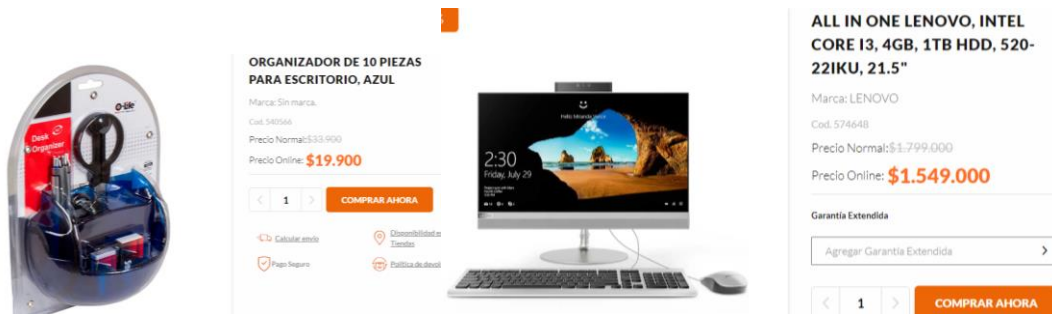 ORGANIZADOR DE 10 PIEZAS
PARA ESCRITORIO, AZUL
Marca: Sin marca.
Cod. 540566
Precio Normal:$33.900
Precio Online: $19.900
1
COMPRAR AHORA
Calcular envío
Disponibilidad e
Tiendas
Pago Seguro
Política de devol
Desk
Organizer
2:30
Friday, July 29
ALL IN ONE LENOVO, INTEL
CORE I3, 4GB, 1TB HDD, 520-
22IKU, 21.5"
Marca: LENOVO
Cod. 574648
Precio Normal:$1.799.000
Precio Online: $1.549.000
Garantía Extendida
Agregar Garantía Extendida
1
COMPRAR AHORA